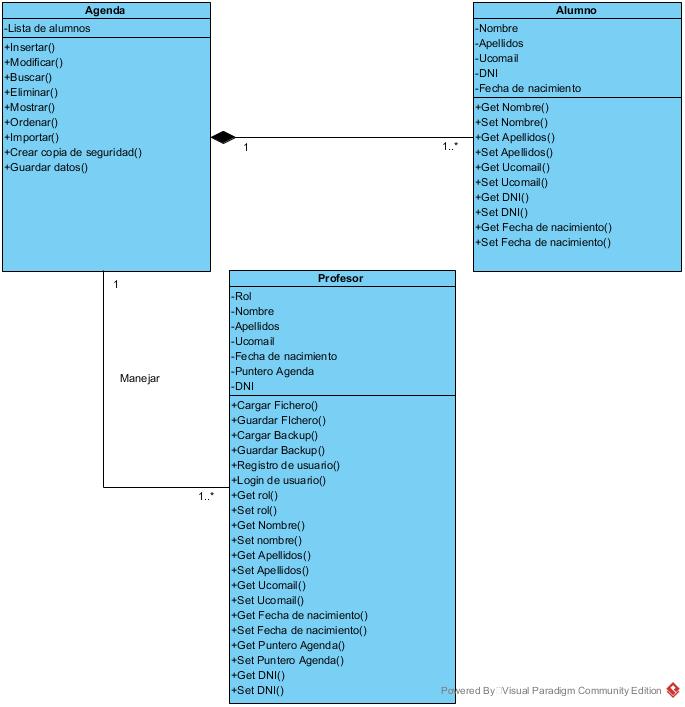 Agenda
-Lista de alumnos
+Insertar()
+Modificar()
+Buscar()
+Eliminar()
+Mostrar()
+Ordenar()
+Importar()
+Crear copia de seguridad()
+Guardar datos()
Alumno
-Nombre
-Apellidos
-Ucomail
-DNI
-Fecha de nacimiento
+Get Nombre()
+Set Nombre()
+Get Apellidos()
+Set Apellidos()
+Get Ucomail()
+Set Ucomail()
+Get DNI()
+Set DNI()
+Get Fecha de nacimiento()
+Set Fecha de nacimiento()
1
1..*
1
Manejar
1..*
Profesor
-Rol
-Nombre
-Apellidos
-Ucomail
-Fecha de nacimiento
-Puntero Agenda
-DNI
+Cargar Fichero()
+Guardar FIchero()
+Cargar Backup()
+Guardar Backup()
+Registro de usuario()
+Login de usuario()
+Get rol()
+Set rol()
+Get Nombre()
+Set nombre()
+Get Apellidos()
+Set Apellidos()
+Get Ucomail()
+Set Ucomail()
+Get Fecha de nacimiento()
+Set Fecha de nacimiento()
+Get Puntero Agenda()
+Set Puntero Agenda()
+Get DNI()
+Set DNI()
Powered By Visual Paradigm Community Edition